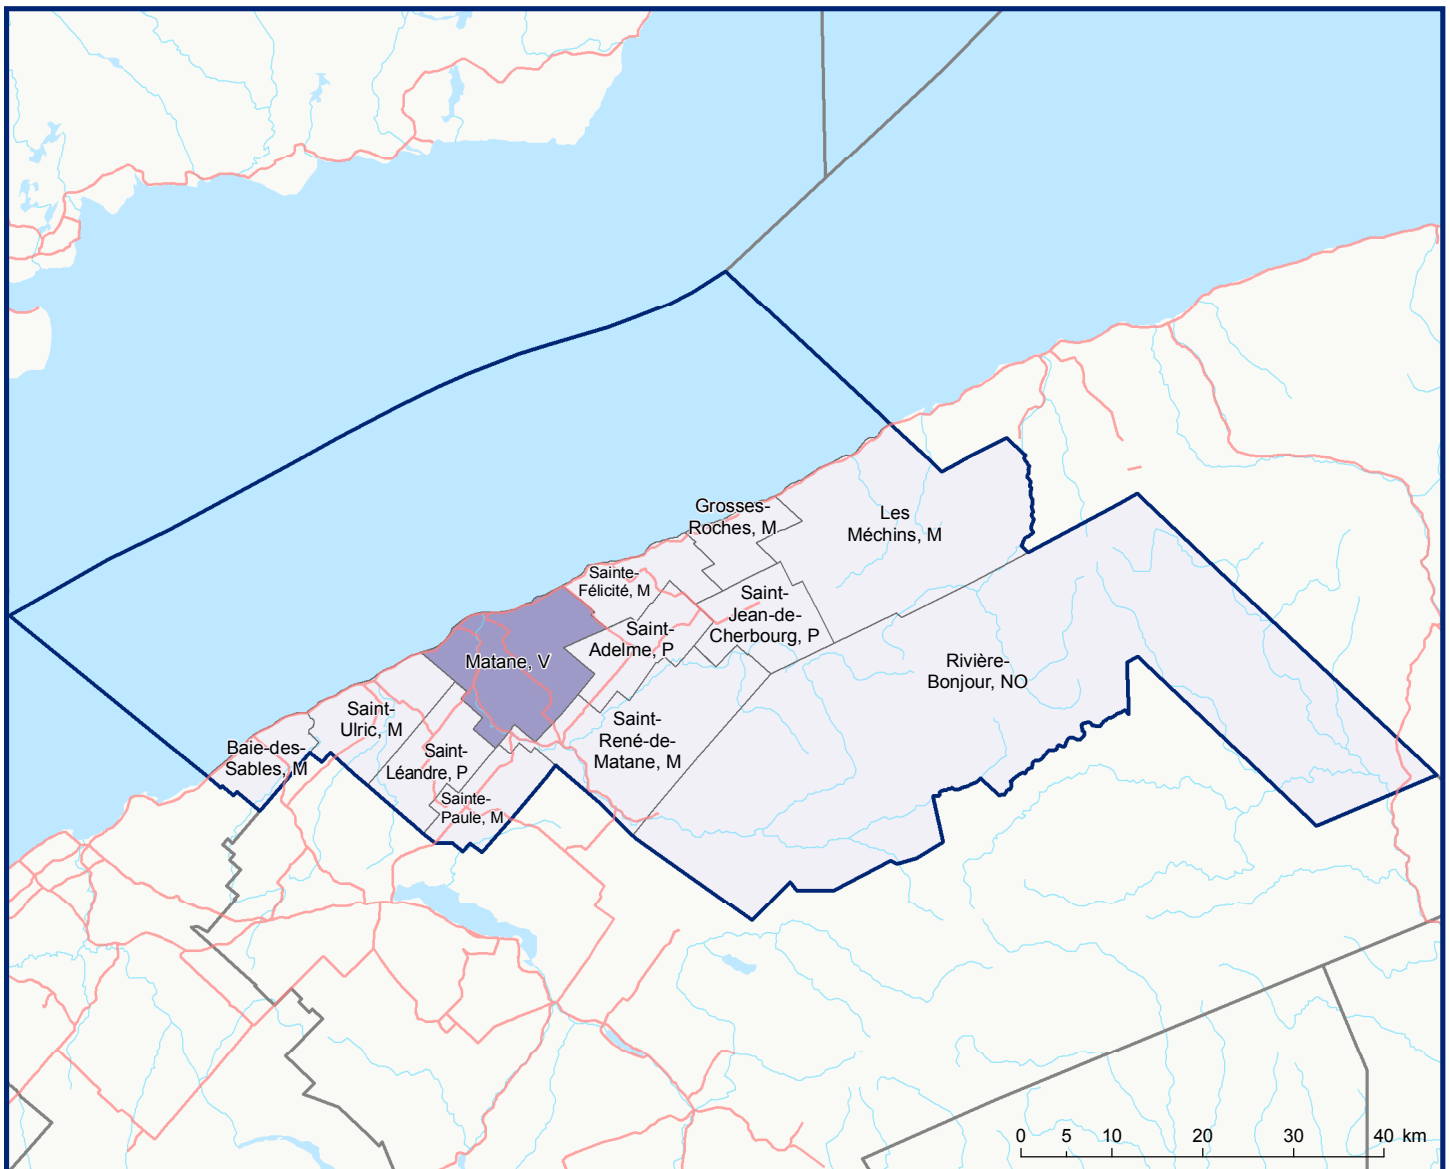 Grosses-
Roches, M
Les
Méchins, M
Sainte-
Félicité, M
Saint-
Jean-de-
Cherbourg, P
Saint-
Adelme, P
Matane, V
Rivière-
Bonjour, NO
Saint-
Ulric, M
Saint-
René-de-
Matane, M
Baie-des-
Sables, M
Saint-
Léandre, P
Sainte-
Paule, M
0 5 10 20 30 40 km